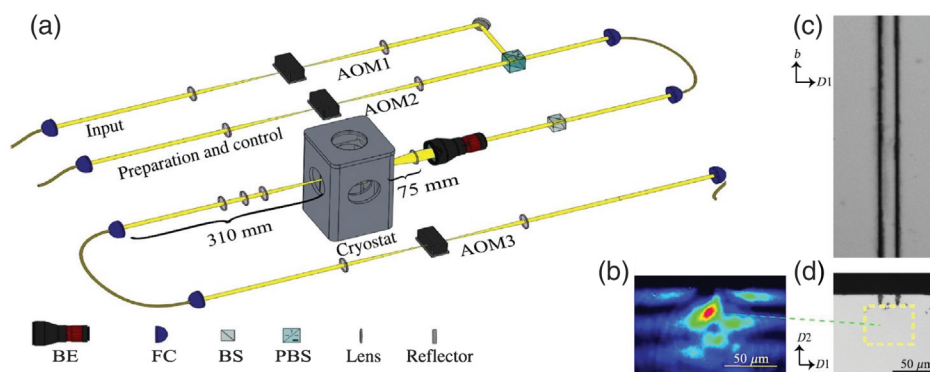 (a)
AOM1
Input
AOM2
Preparation and control
75 mm
310 mm
Cryostat
AOM3
BE
FC
BS
PBS
Lens
Reflector
(b)
50 μm
(c)
b
D1
(d)
D2
D1
50 μm